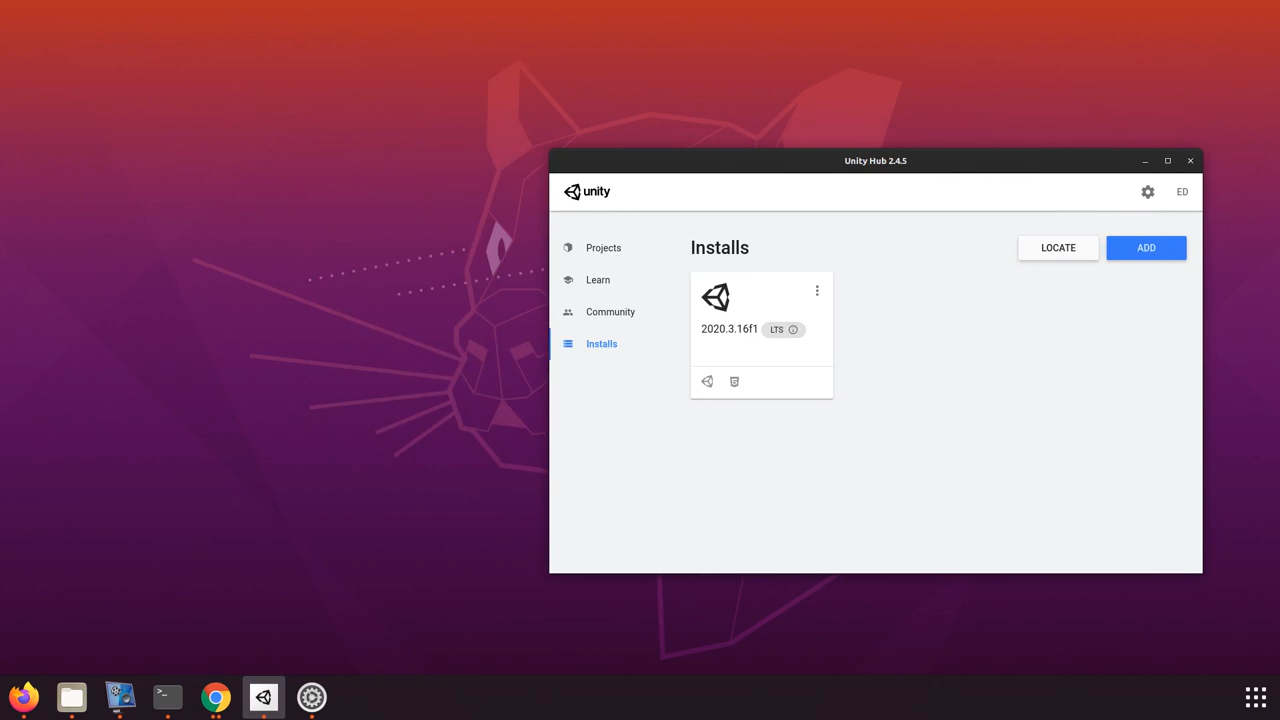 Unity Hub 2.4.5
unity
ED
Projects
Learn
Community
Installs
Installs
LOCATE
ADD
2020.3.16f1
LTS
>_